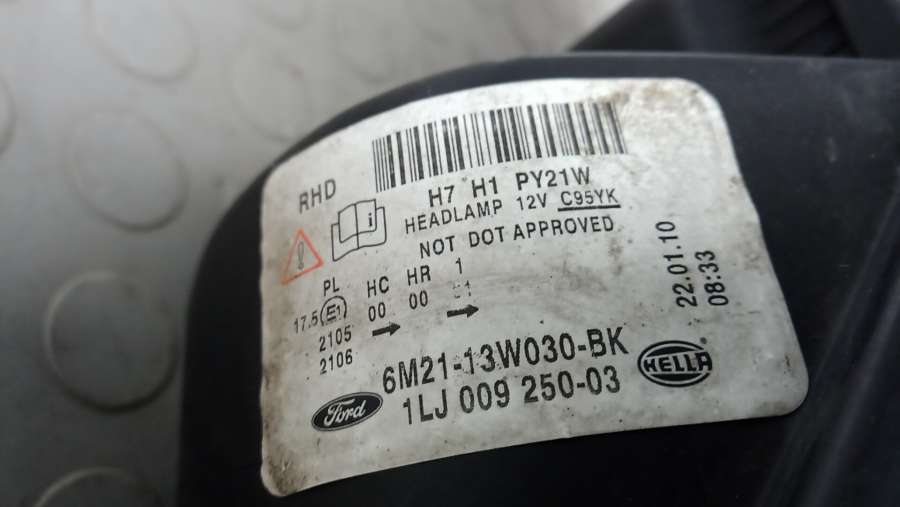 RHD
H7 H1 PY21W
HEADLAMP 12V C95YK
NOT DOT APPROVED
PL HC HR 1
17.5 E1 00 00
2105
2106
22.01.10
08:33
6M21-13W030-BK
1LJ 009 250-03
Ford
HELLA